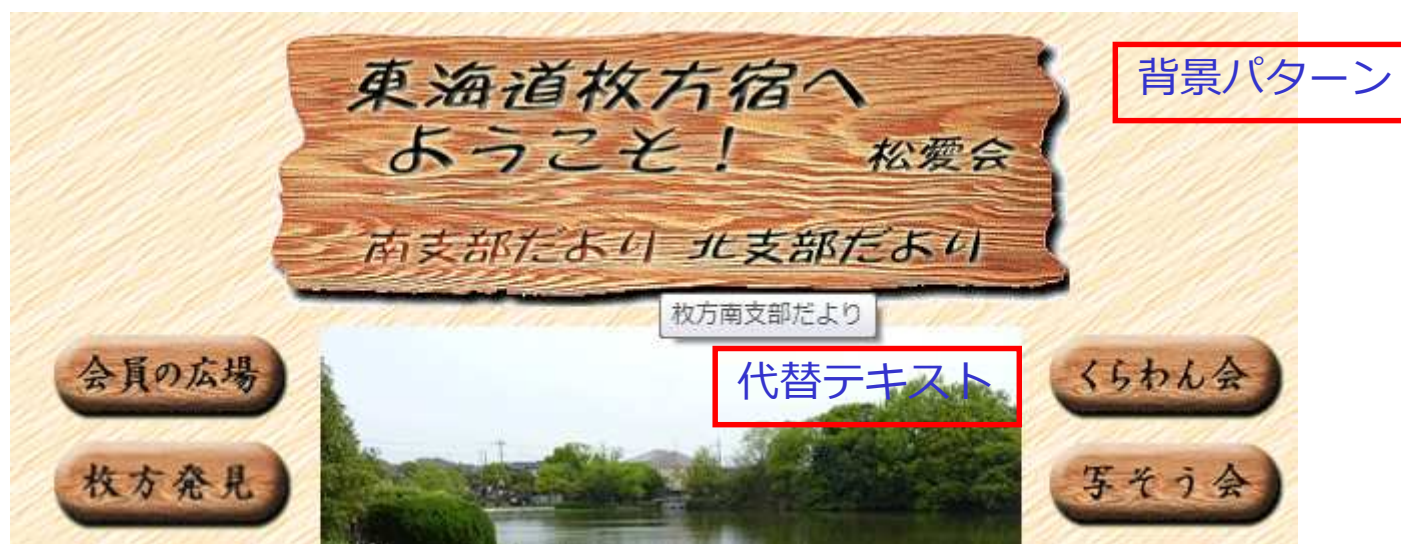 東海道枚方宿へ
ようこそ! 松愛会
南支部だより 北支部だより
背景パターン
枚方南支部だより
代替テキスト
会員の広場
くらわん会
枚方発見
写そう会